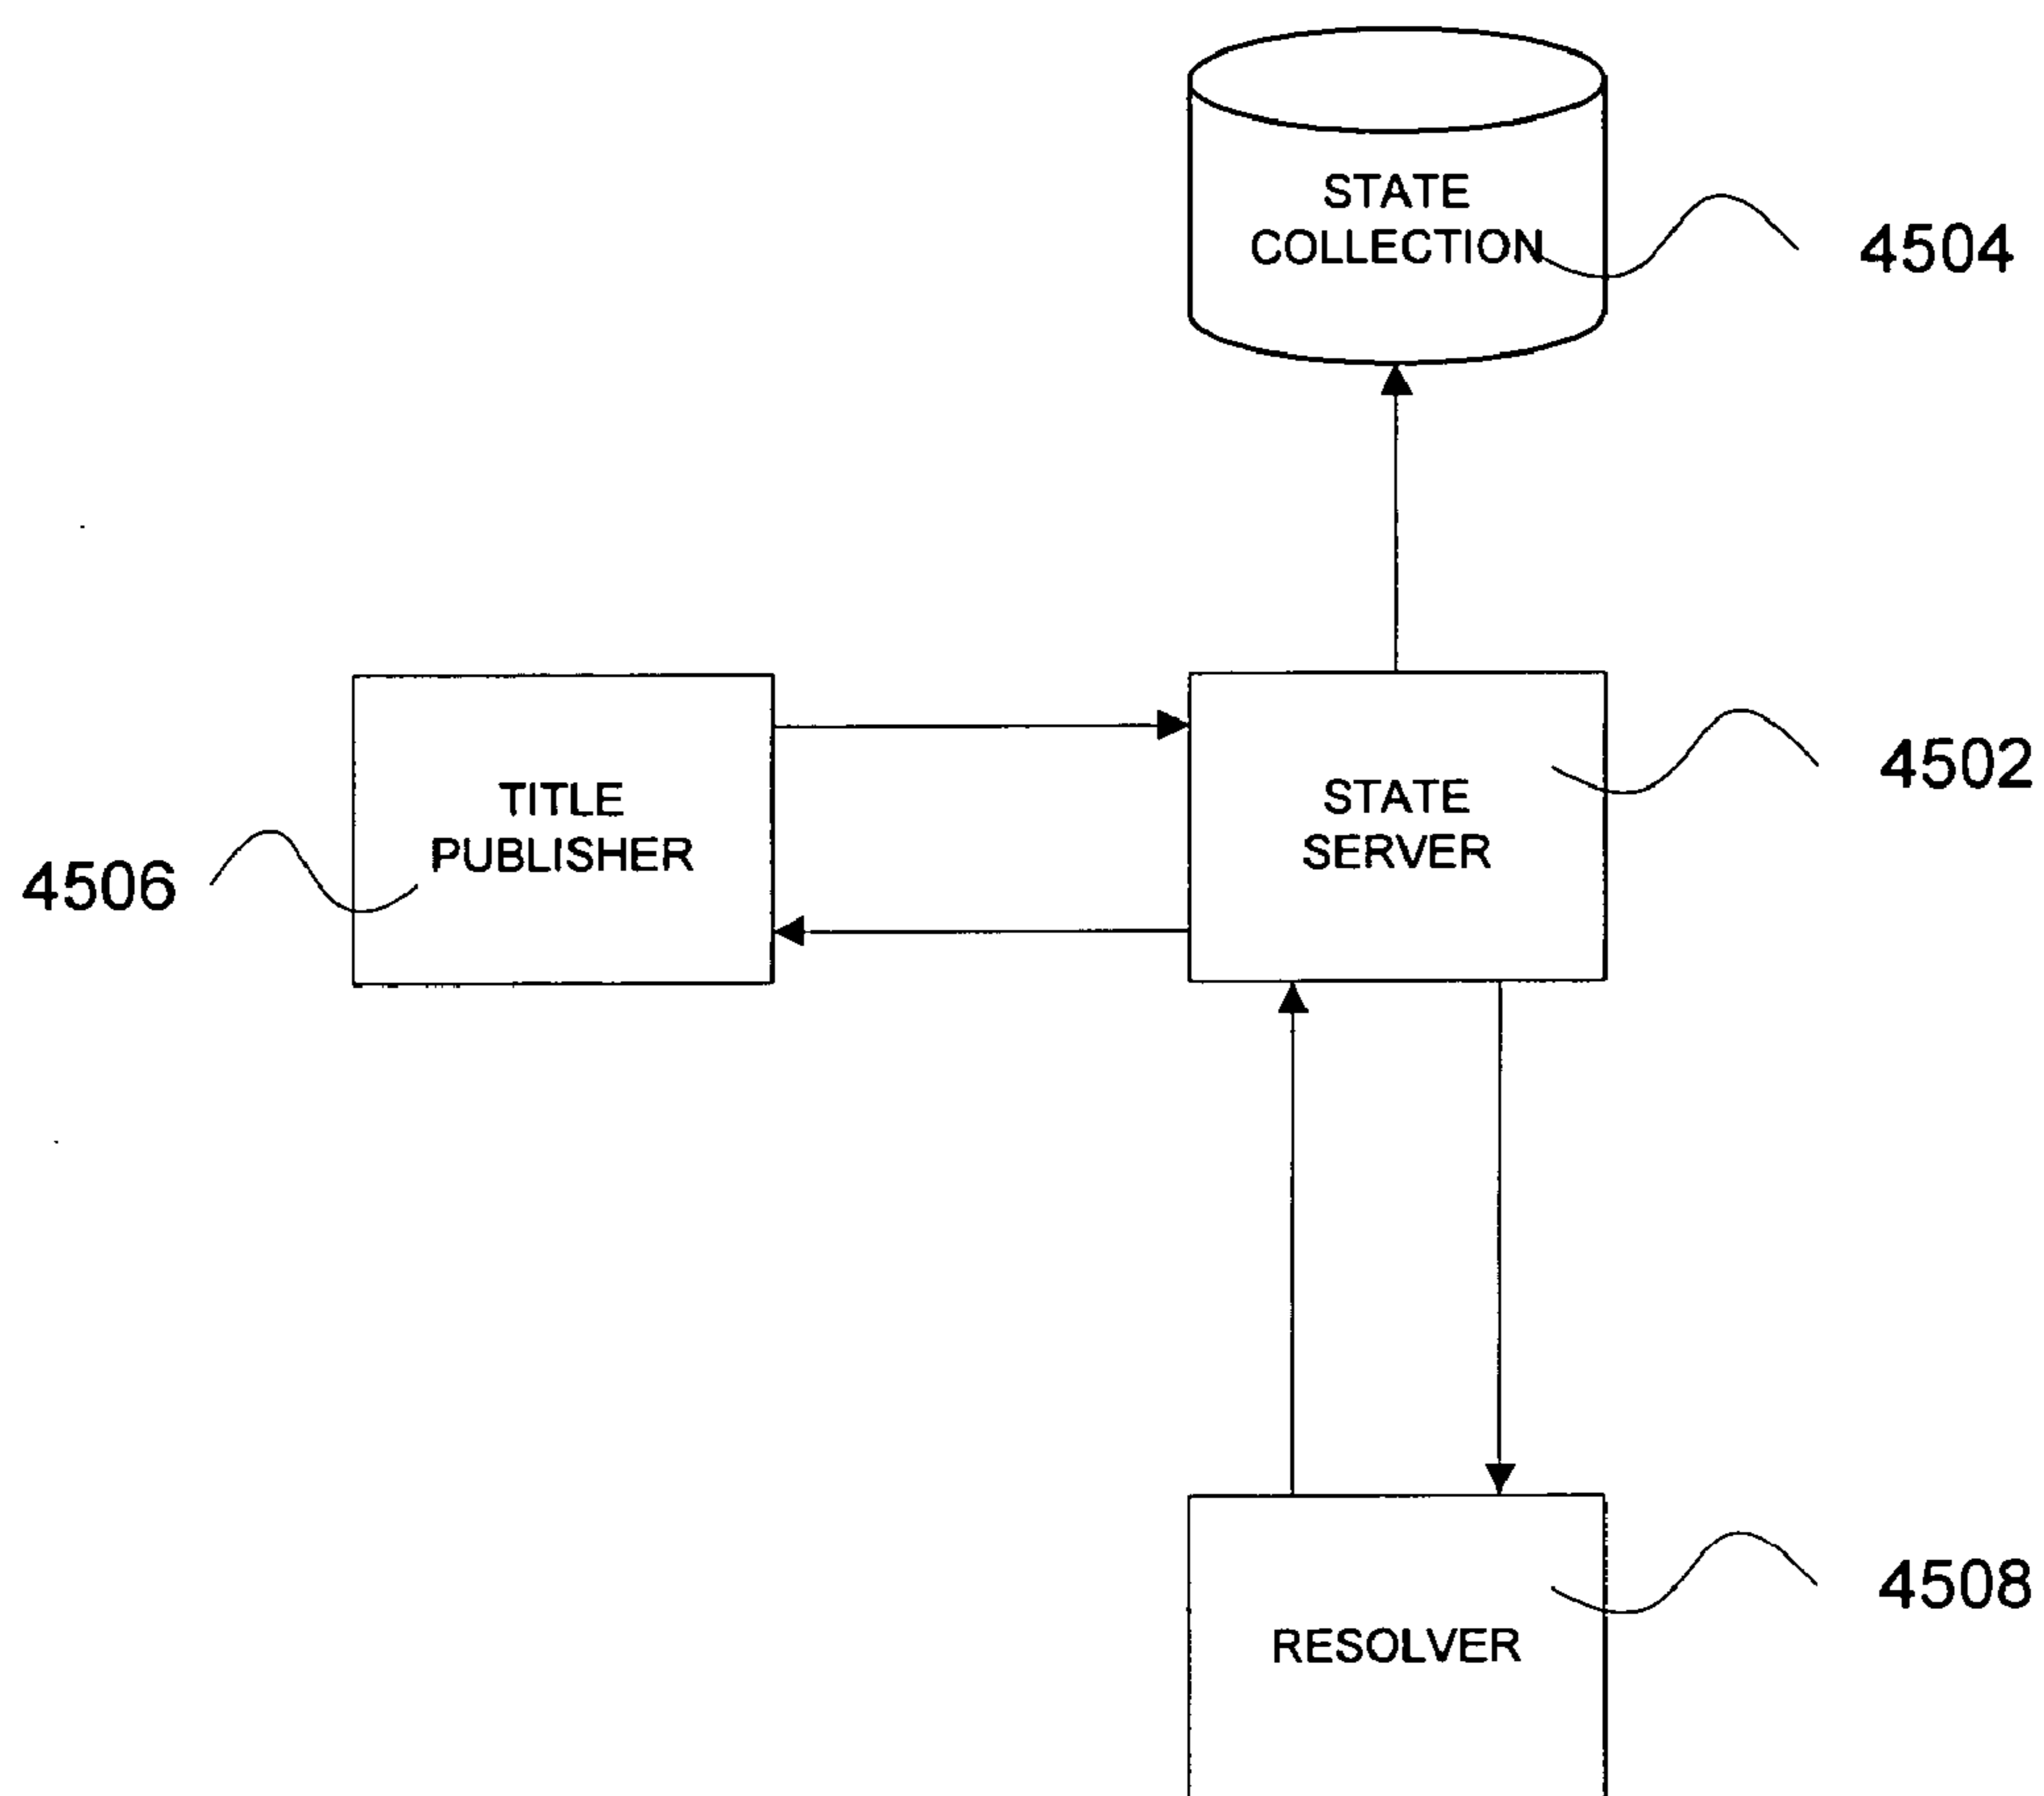 STATE
COLLECTION
4504
TITLE
PUBLISHER
4506
STATE
SERVER
4502
RESOLVER
4508